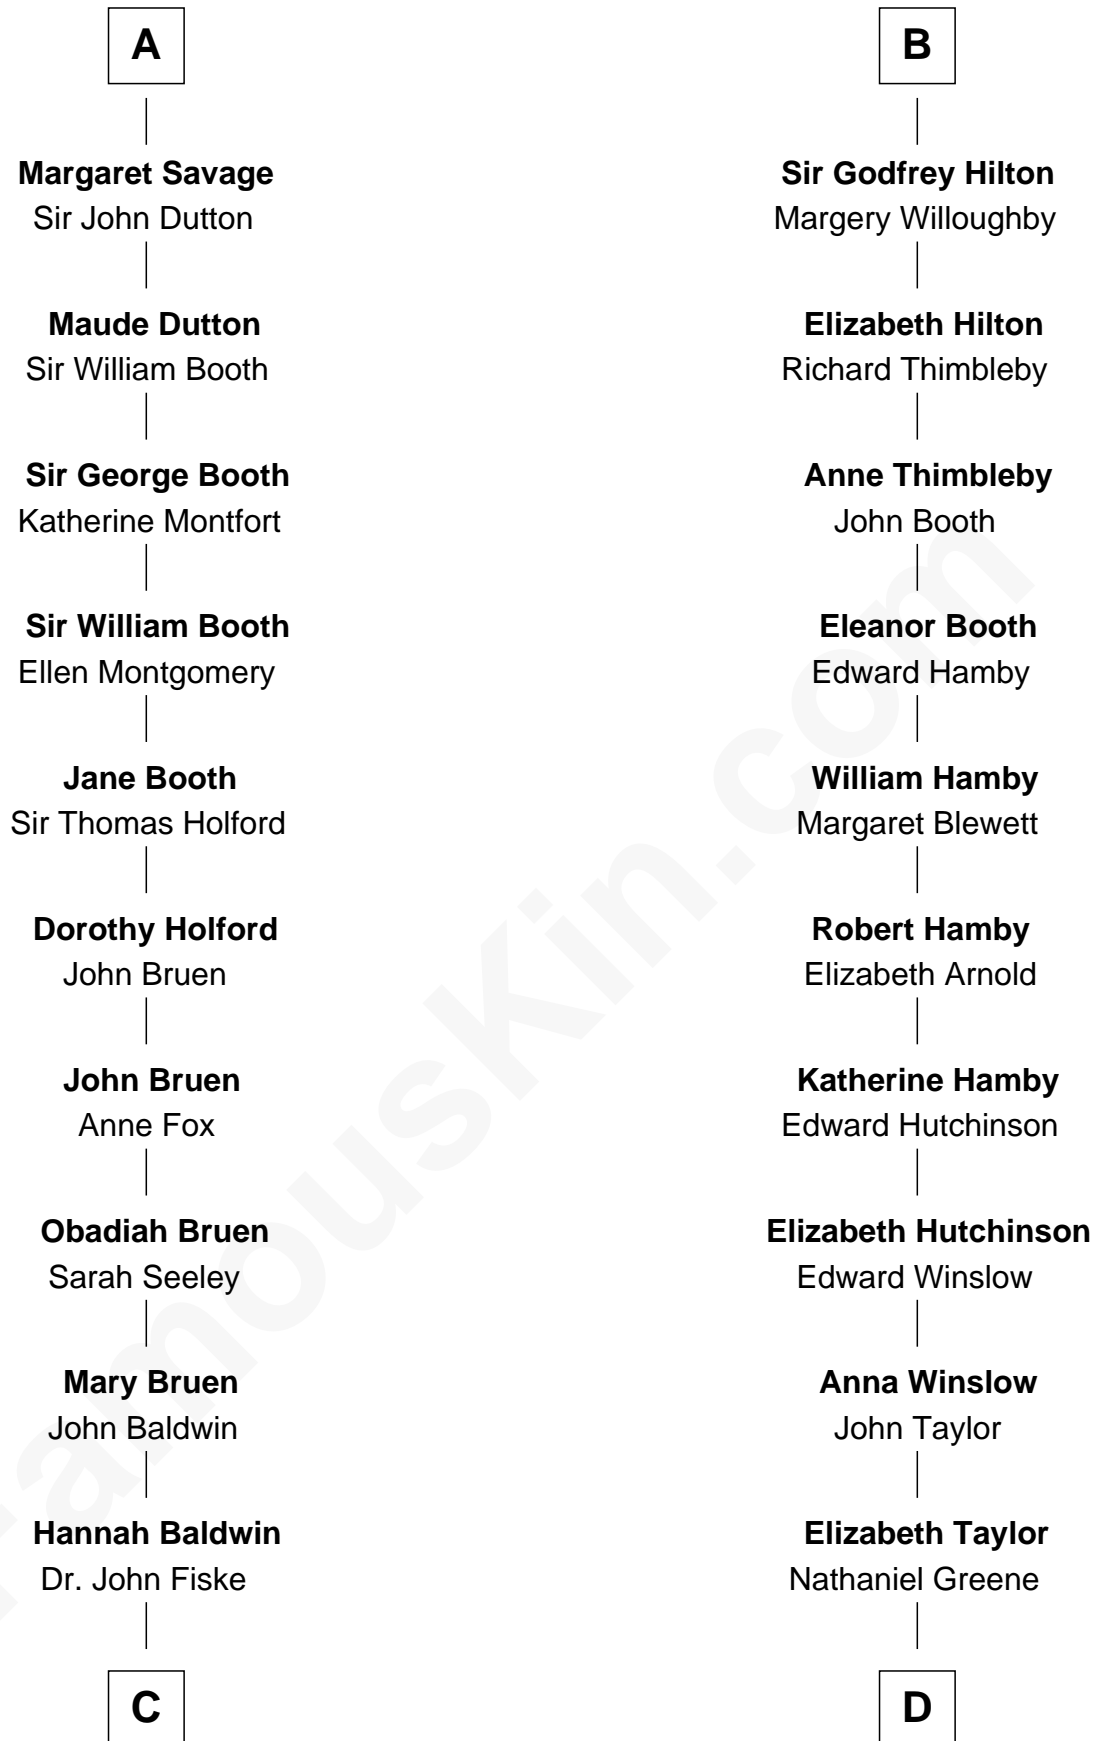 A
Margaret Savage
Sir John Dutton
Maude Dutton
Sir William Booth
Sir George Booth
Katherine Montfort
Sir William Booth
Ellen Montgomery
Jane Booth
Sir Thomas Holford
Dorothy Holford
John Bruen
John Bruen
Anne Fox
Obadiah Bruen
Sarah Seeley
Mary Bruen
John Baldwin
Hannah Baldwin
Dr. John Fiske
C
B
Sir Godfrey Hilton
Margery Willoughby
Elizabeth Hilton
Richard Thimbleby
Anne Thimbleby
John Booth
Eleanor Booth
Edward Hamby
William Hamby
Margaret Blewett
Robert Hamby
Elizabeth Arnold
Katherine Hamby
Edward Hutchinson
Elizabeth Hutchinson
Edward Winslow
Anna Winslow
John Taylor
Elizabeth Taylor
Nathaniel Greene
D
FamousKin.com